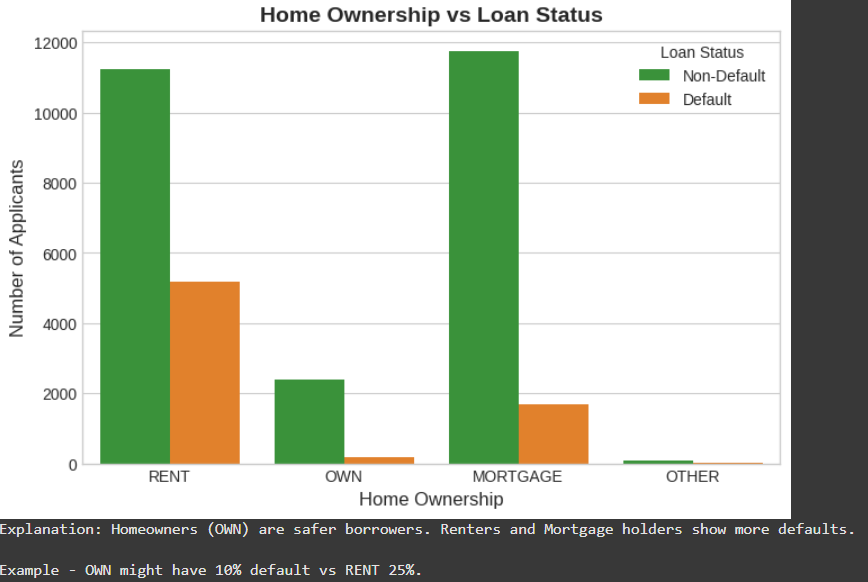 Home Ownership vs Loan Status
Loan Status
Non-Default
Default
12000
10000
8000
6000
4000
2000
0
Number of Applicants
RENT
OWN
MORTGAGE
OTHER
Home Ownership
Explanation: Homeowners (OWN) are safer borrowers. Renters and Mortgage holders show more defaults.
Example - OWN might have 10% default vs RENT 25%.